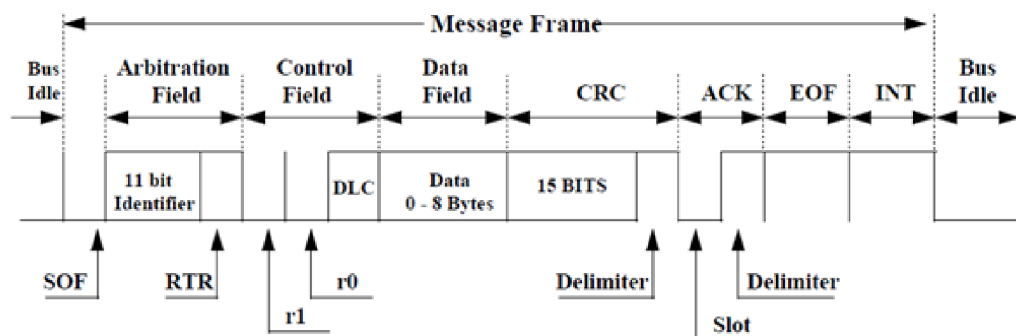 Message Frame
Bus
Idle
Arbitration
Field
Control
Field
Data
Field
CRC
ACK
EOF
INT
Bus
Idle
11 bit
Identifier
DLC
Data
0 - 8 Bytes
15 BITS
SOF
RTR
r0
r1
Delimiter
Delimiter
Slot